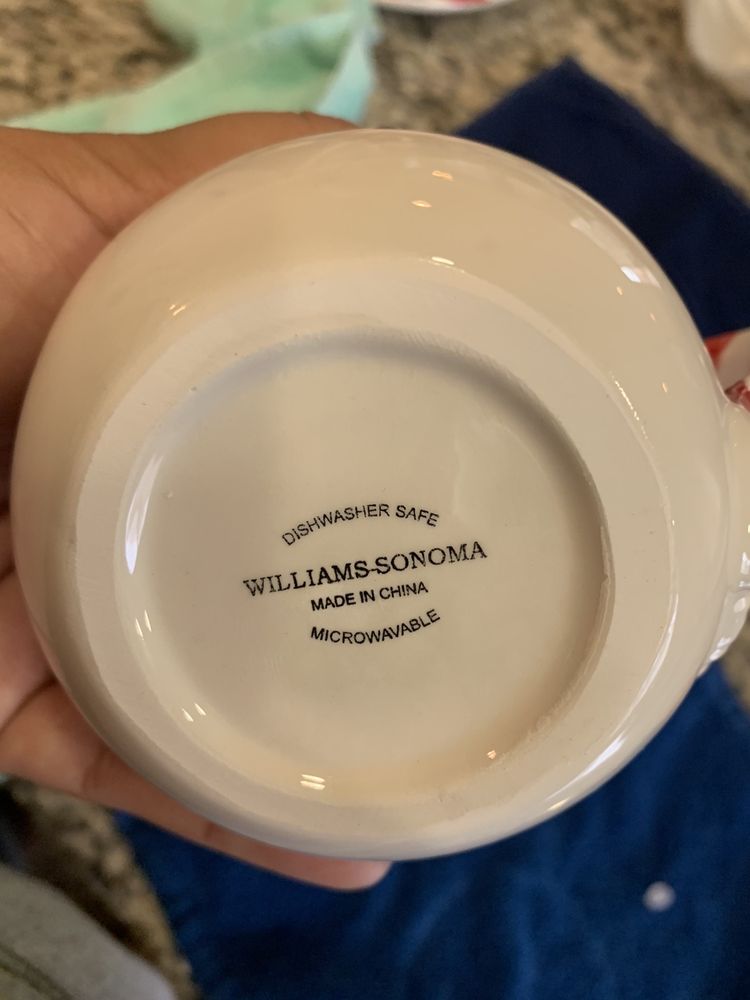 DISHWASHER SAFE
WILLIAMS-SONOMA
MADE IN CHINA
MICROWAVABLE